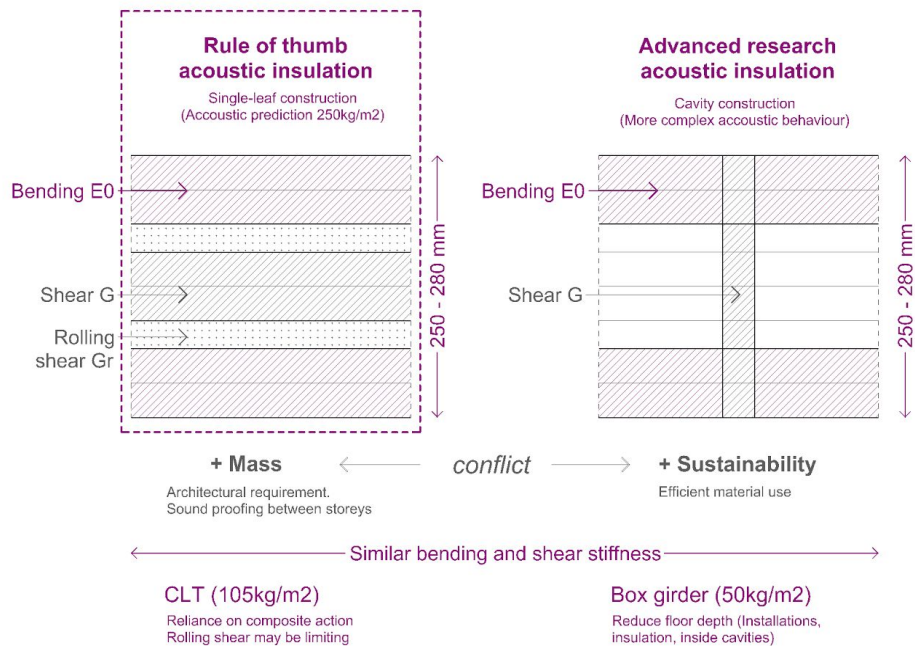 Rule of thumb
acoustic insulation
Single-leaf construction
(Accoustic prediction 250kg/m2)
Bending E0
Shear G
Rolling
shear Gr
250 - 280 mm
Advanced research
acoustic insulation
Cavity construction
(More complex accoustic behaviour)
Bending E0
Shear G
250 - 280 mm
+ Mass
Architectural requirement.
Sound proofing between storeys
conflict
+ Sustainability
Efficient material use
Similar bending and shear stiffness
CLT (105kg/m2)
Reliance on composite action
Rolling shear may be limiting
Box girder (50kg/m2)
Reduce floor depth (Installations,
insulation, inside cavities)